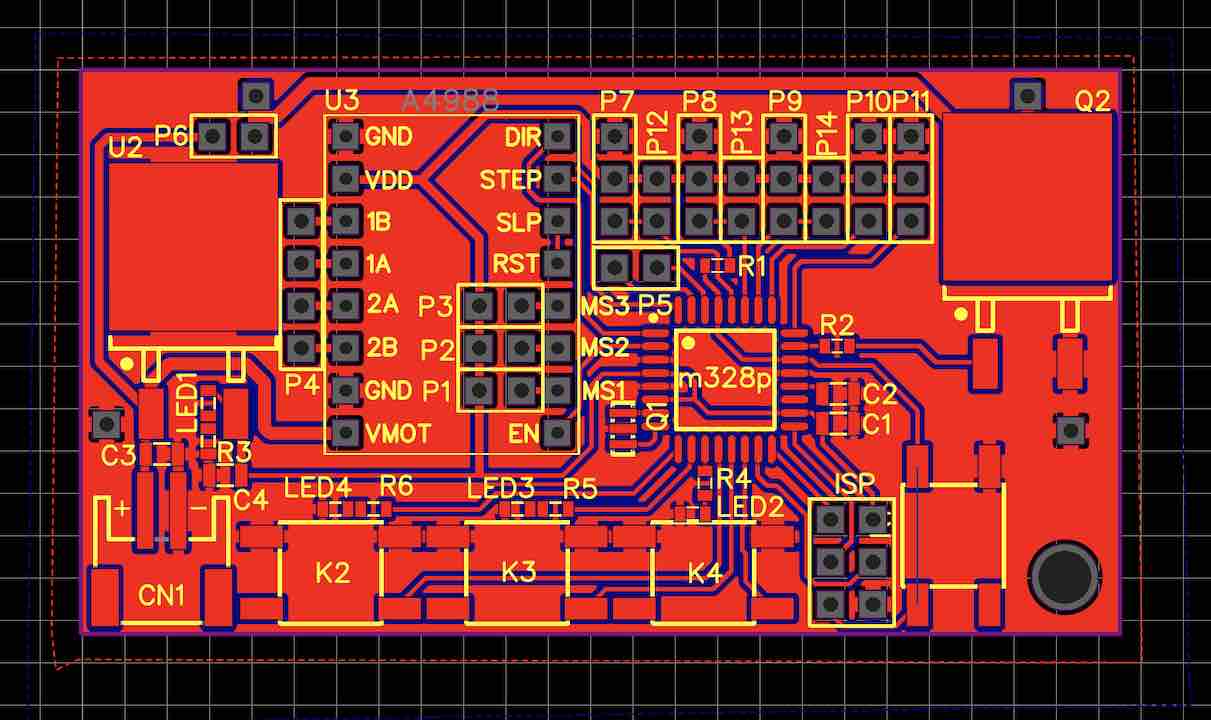 U3 A4988 P7 P8 P9 P10 P11 Q2
P6 GND DIR P12 P13 P14
U2
VDD STEP
1B SLP
1A RST R1
2A P3 MS3 P5
R2
2B P2 MS2
m328p
P4 LED1 GND P1 MS1 C2
Q1 C1
VMOT EN
C3 R3
R4 ISP
LED4 R6 LED3 R5
C4 LED2
+ −
K2 K3 K4
CN1